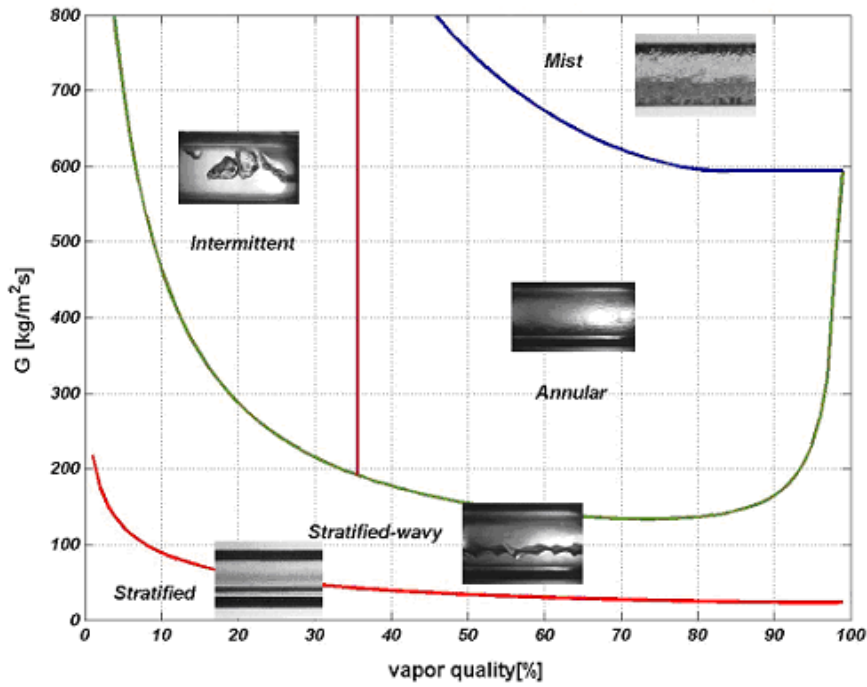 800
700
600
500
400
300
200
100
0
G [kg/m²s]
Mist
Intermittent
Annular
Stratified-wavy
Stratified
0 10 20 30 40 50 60 70 80 90 100
vapor quality[%]